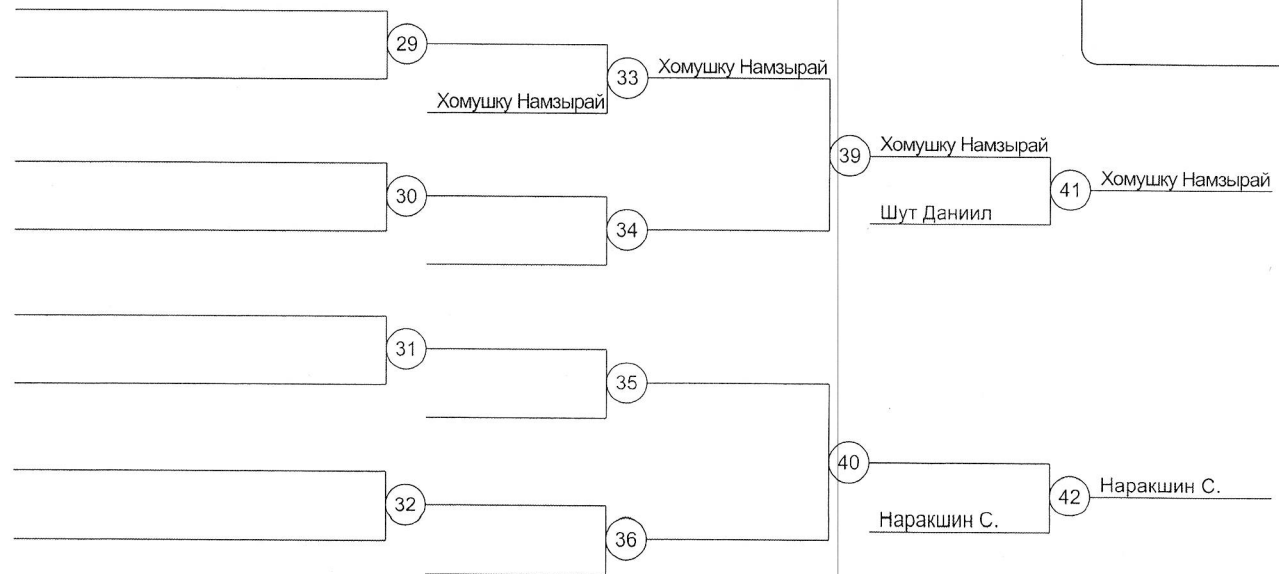 29
33 Хомушку Намзырай
Хомушку Намзырай
39 Хомушку Намзырай
41 Хомушку Намзырай
30
34
Шут Даниил
31
35
40
42 Наракшин С.
32
Наракшин С.
36